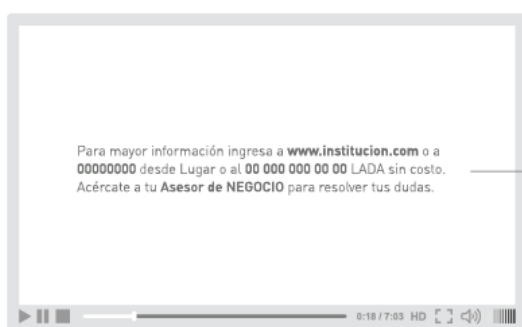 Para mayor información ingresa a www.institucion.com o a
00000000 desde Lugar o al 00 000 000 00 00 LADA sin costo.
Acércate a tu Asesor de NEGOCIO para resolver tus dudas.
0:18 / 7:03 HD